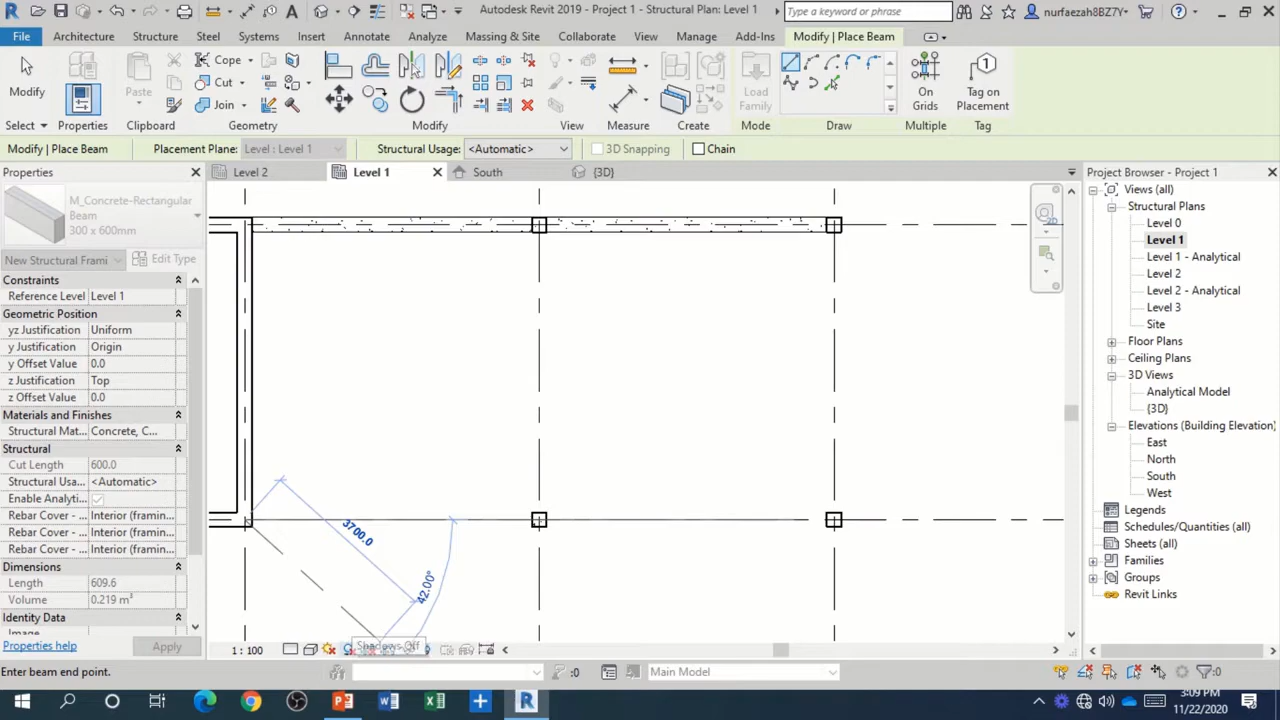 Autodesk Revit 2019 - Project 1 - Structural Plan: Level 1
Type a keyword or phrase
nurfaezah8BZ7Y
File Architecture Structure Steel Systems Insert Annotate Analyze Massing & Site Collaborate View Manage Add-Ins Modify | Place Beam
Modify
Paste
Cope
Cut
Join
Load
Family
On
Grids
Tag on
Placement
Select Properties Clipboard Geometry Modify View Measure Create Mode Draw Multiple Tag
Modify | Place Beam Placement Plane: Level : Level 1 Structural Usage: <Automatic> 3D Snapping Chain
Properties
Level 2 Level 1 South {3D}
Project Browser - Project 1
M_Concrete-Rectangular
Beam
300 x 600mm
New Structural Frami Edit Type
Constraints
Reference Level Level 1
Geometric Position
yz Justification Uniform
y Justification Origin
y Offset Value 0.0
z Justification Top
z Offset Value 0.0
Materials and Finishes
Structural Mat... Concrete, C...
Structural
Cut Length 600.0
Structural Usa... <Automatic>
Enable Analyti...
Rebar Cover - ... Interior (framin...
Rebar Cover - ... Interior (framin...
Rebar Cover - ... Interior (framin...
Dimensions
Length 609.6
Volume 0.219 m³
Identity Data
Image
Properties help Apply
3700.0
42.00°
Shadows Off
1 : 100
Views (all)
Structural Plans
Level 0
Level 1
Level 1 - Analytical
Level 2
Level 2 - Analytical
Level 3
Site
Floor Plans
Ceiling Plans
3D Views
Analytical Model
{3D}
Elevations (Building Elevation)
East
North
South
West
Legends
Schedules/Quantities (all)
Sheets (all)
Families
Groups
Revit Links
Enter beam end point. :0 Main Model :0
3:09 PM
11/22/2020